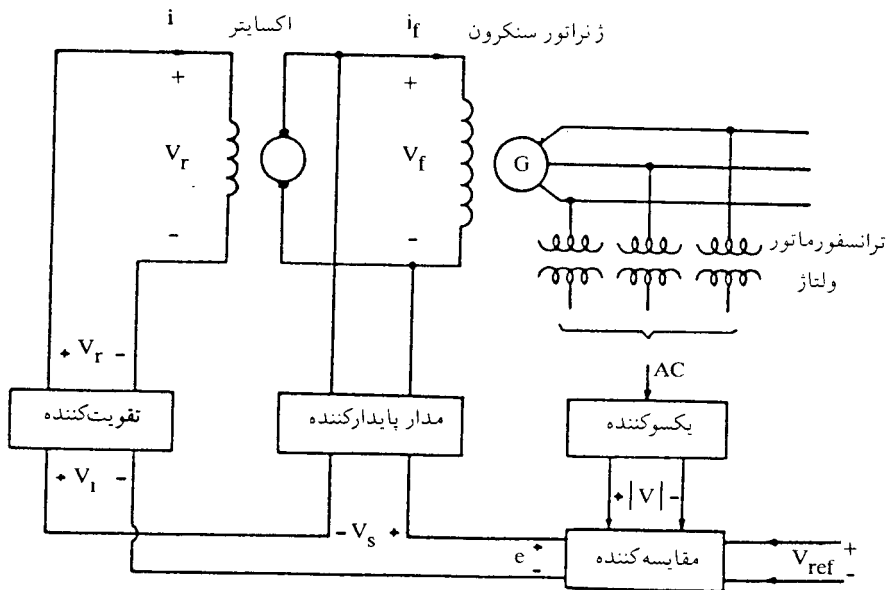 i
اکسایتر
i_f
ژنراتور سنکرون
+
+
V_r
V_f
G
-
-
ترانسفورماتور
ولتاژ
+ V_r -
AC
تقویت‌کننده
مدار پایدارکننده
یکسوکننده
+ V_1 -
+ |V| -
- V_s +
e
+
-
مقایسه‌کننده
V_ref
+
-